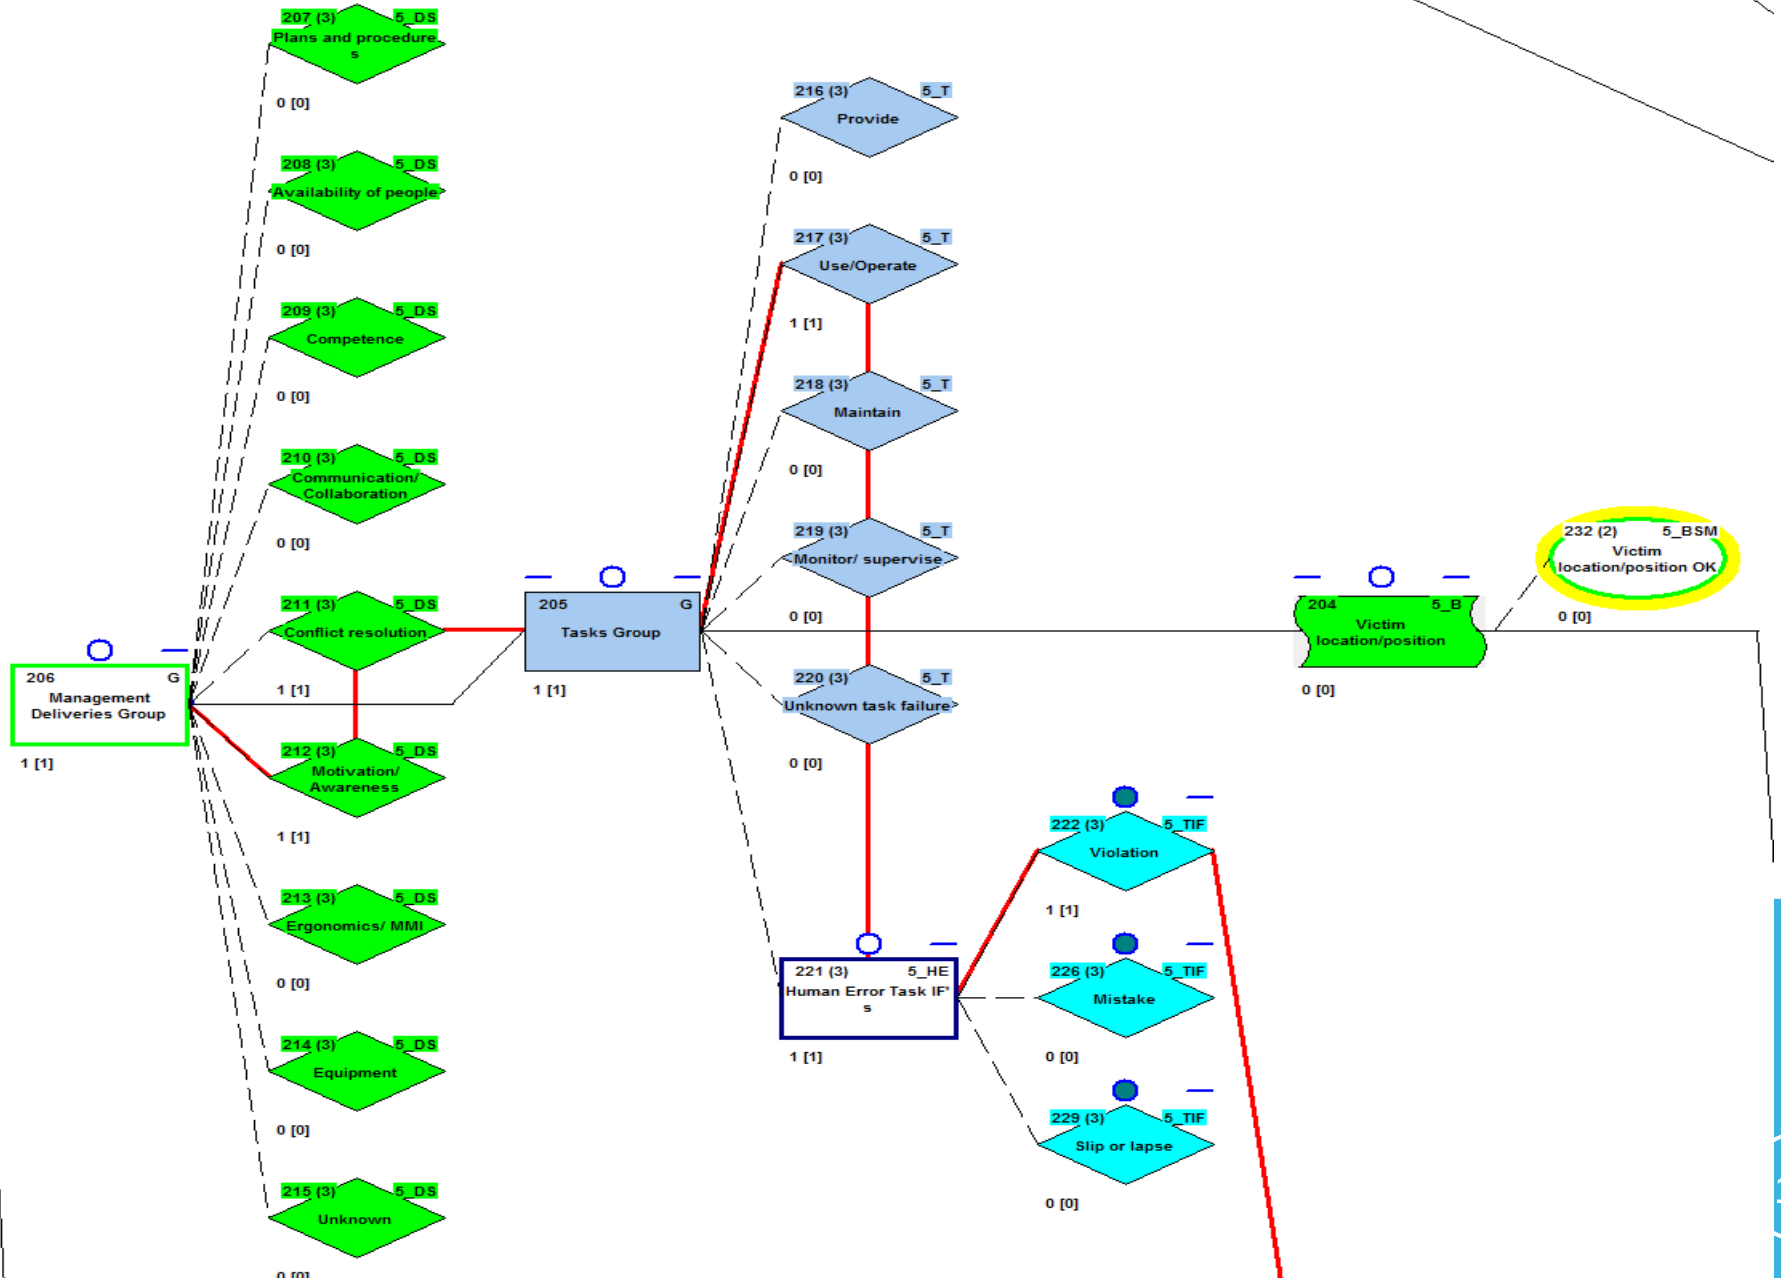 207 (3) 5_DS
Plans and procedure
s
0 [0]
208 (3) 5_DS
Availability of people
0 [0]
209 (3) 5_DS
Competence
0 [0]
210 (3) 5_DS
Communication/
Collaboration
0 [0]
211 (3) 5_DS
Conflict resolution
1 [1]
206 G
Management
Deliveries Group
1 [1]
212 (3) 5_DS
Motivation/
Awareness
1 [1]
213 (3) 5_DS
Ergonomics/ MMI
0 [0]
214 (3) 5_DS
Equipment
0 [0]
215 (3) 5_DS
Unknown
0 [0]
205 G
Tasks Group
1 [1]
216 (3) 5_T
Provide
0 [0]
217 (3) 5_T
Use/Operate
1 [1]
218 (3) 5_T
Maintain
0 [0]
219 (3) 5_T
Monitor/ supervise
0 [0]
220 (3) 5_T
Unknown task failure
0 [0]
221 (3) 5_HE
Human Error Task IF'
s
1 [1]
222 (3) 5_TIF
Violation
1 [1]
226 (3) 5_TIF
Mistake
0 [0]
229 (3) 5_TIF
Slip or lapse
0 [0]
204 5_B
Victim
location/position
0 [0]
232 (2) 5_BSM
Victim
location/position OK
0 [0]